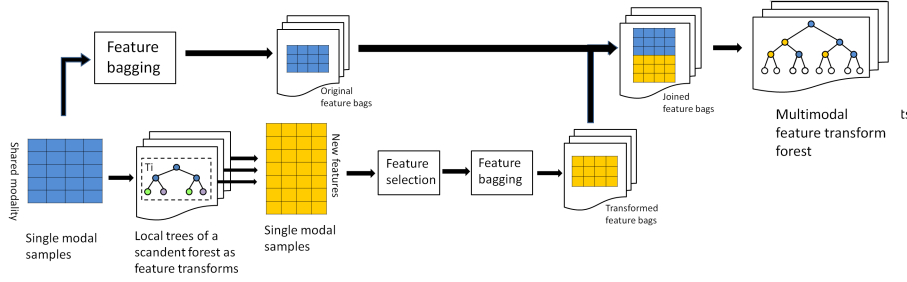 Feature
bagging
Original
feature bags
Joined
feature bags
Multimodal
feature transform
forest
Shared modality
Single modal
samples
Ti
Local trees of a
scandent forest as
feature transforms
New features
Single modal
samples
Feature
selection
Feature
bagging
Transformed
feature bags